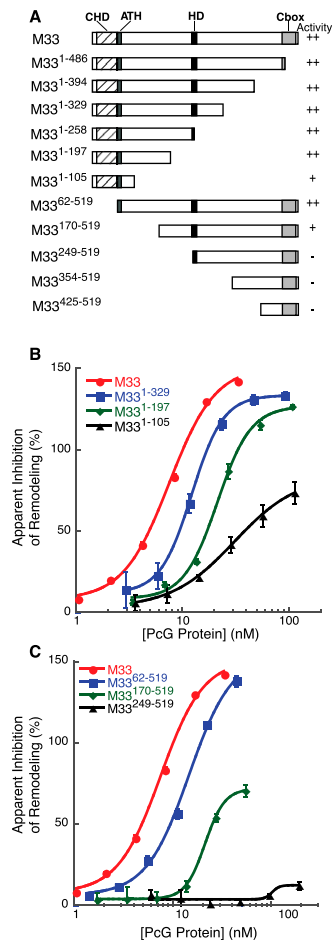 A
CHD ATH HD Cbox
Activity
M33 ++
M33 1-486 ++
M33 1-394 ++
M33 1-329 ++
M33 1-258 ++
M33 1-197 ++
M33 1-105 +
M33 62-519 ++
M33 170-519 +
M33 249-519 -
M33 354-519 -
M33 425-519 -
B
150
M33
M33 1-329
M33 1-197
M33 1-105
100
Apparent Inhibition
of Remodeling (%)
50
0
1 10 100
[PcG Protein] (nM)
C
150
M33
M33 62-519
M33 170-519
M33 249-519
100
Apparent Inhibition
of Remodeling (%)
50
0
1 10 100
[PcG Protein] (nM)